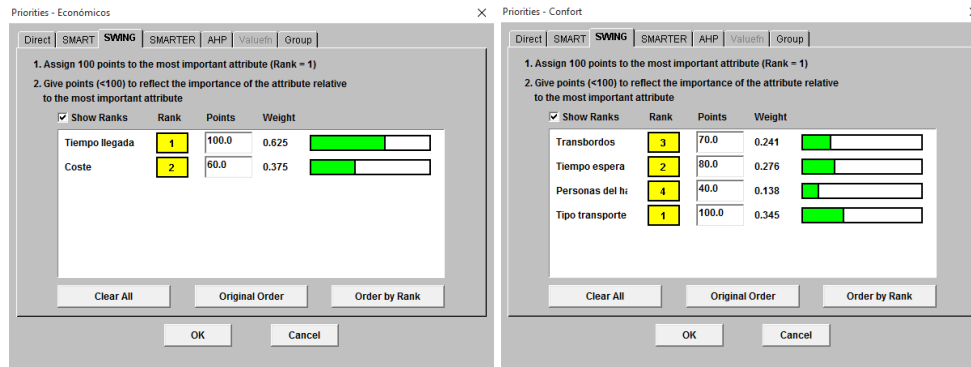 Priorities - Económicos
Direct SMART SWING SMARTER AHP Valuefn Group
1. Assign 100 points to the most important attribute (Rank = 1)
2. Give points (<100) to reflect the importance of the attribute relative
to the most important attribute
Show Ranks Rank Points Weight
Tiempo llegada 1 100.0 0.625
Coste 2 60.0 0.375
Clear All Original Order Order by Rank
OK Cancel
Priorities - Confort
Direct SMART SWING SMARTER AHP Valuefn Group
1. Assign 100 points to the most important attribute (Rank = 1)
2. Give points (<100) to reflect the importance of the attribute relative
to the most important attribute
Show Ranks Rank Points Weight
Transbordos 3 70.0 0.241
Tiempo espera 2 80.0 0.276
Personas del ha 4 40.0 0.138
Tipo transporte 1 100.0 0.345
Clear All Original Order Order by Rank
OK Cancel